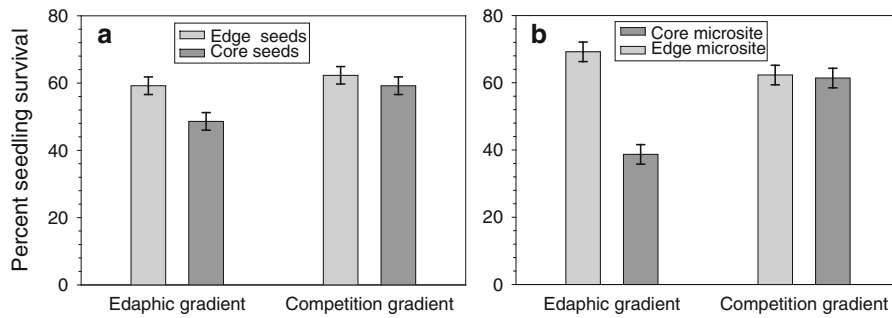 Percent seedling survival
80
60
40
20
0
a
Edge seeds
Core seeds
Edaphic gradient
Competition gradient
80
60
40
20
0
b
Core microsite
Edge microsite
Edaphic gradient
Competition gradient